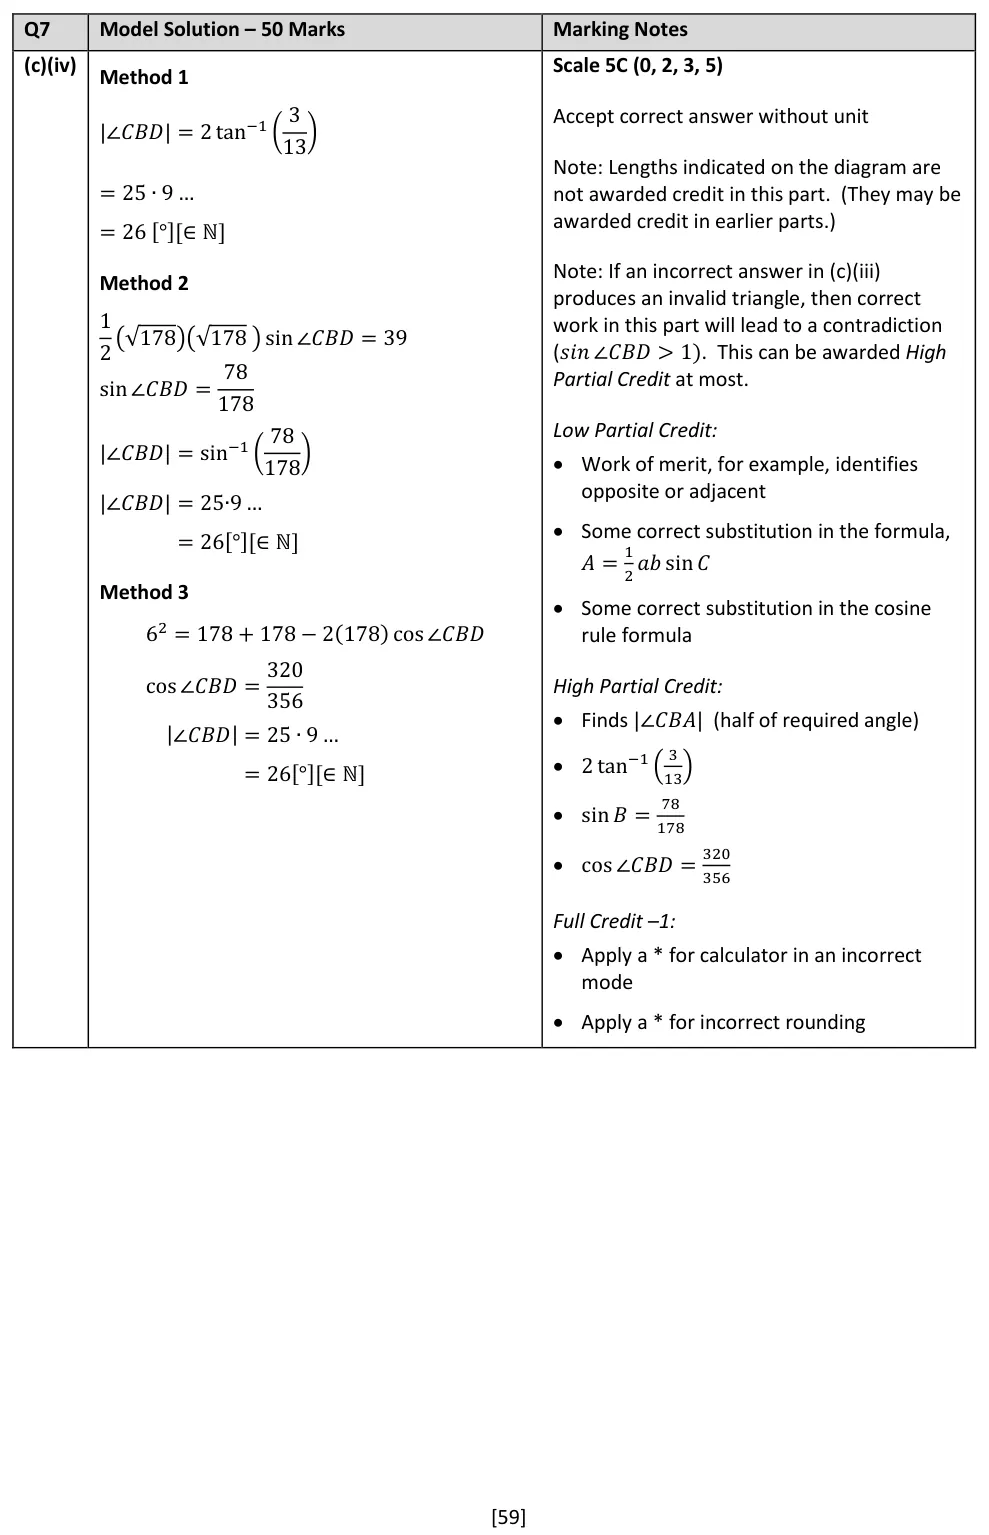 Q7 Model Solution – 50 Marks Marking Notes
(c)(iv)
Method 1
|∠CBD| = 2 tan⁻¹ (3/13)
= 25 · 9 …
= 26 [°][∈ ℕ]
Method 2
1/2 (√178)(√178 ) sin ∠CBD = 39
sin ∠CBD = 78/178
|∠CBD| = sin⁻¹ (78/178)
|∠CBD| = 25·9 …
= 26[°][∈ ℕ]
Method 3
6² = 178 + 178 − 2(178) cos ∠CBD
cos ∠CBD = 320/356
|∠CBD| = 25 · 9 …
= 26[°][∈ ℕ]
Scale 5C (0, 2, 3, 5)
Accept correct answer without unit
Note: Lengths indicated on the diagram are
not awarded credit in this part.  (They may be
awarded credit in earlier parts.)
Note: If an incorrect answer in (c)(iii)
produces an invalid triangle, then correct
work in this part will lead to a contradiction
(sin ∠CBD > 1).  This can be awarded High
Partial Credit at most.
Low Partial Credit:
• Work of merit, for example, identifies
opposite or adjacent
• Some correct substitution in the formula,
A = 1/2 ab sin C
• Some correct substitution in the cosine
rule formula
High Partial Credit:
• Finds |∠CBA|  (half of required angle)
• 2 tan⁻¹ (3/13)
• sin B = 78/178
• cos ∠CBD = 320/356
Full Credit –1:
• Apply a * for calculator in an incorrect
mode
• Apply a * for incorrect rounding
[59]